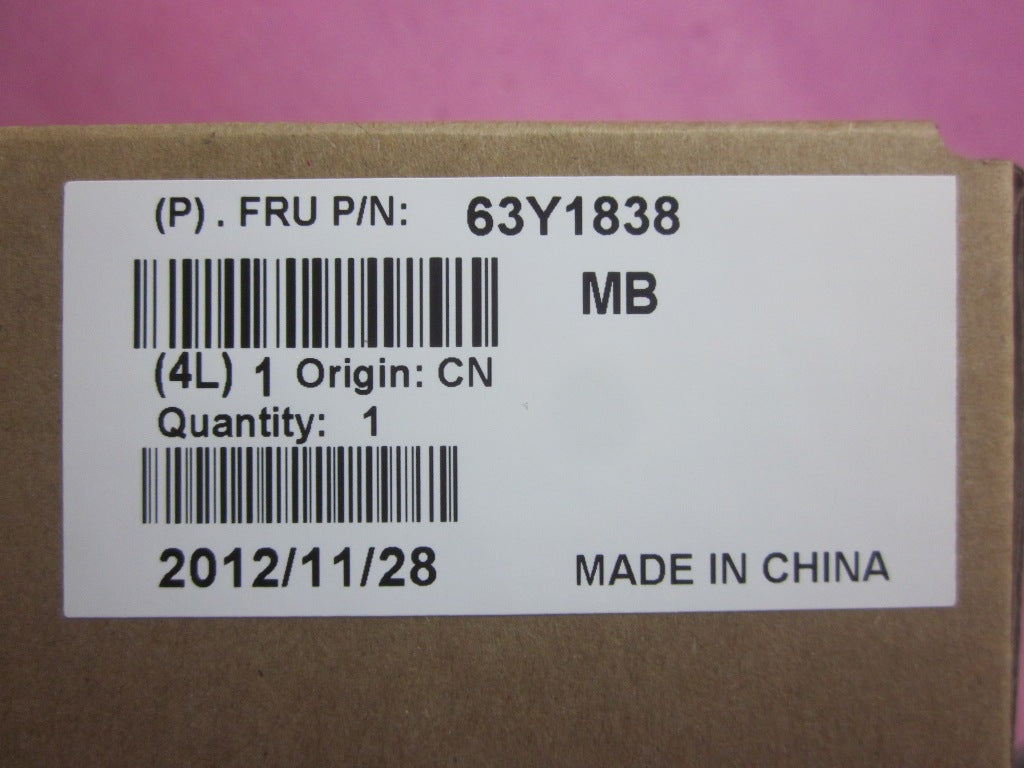 (P) . FRU P/N: 63Y1838
MB
(4L) 1 Origin: CN
Quantity: 1
2012/11/28 MADE IN CHINA